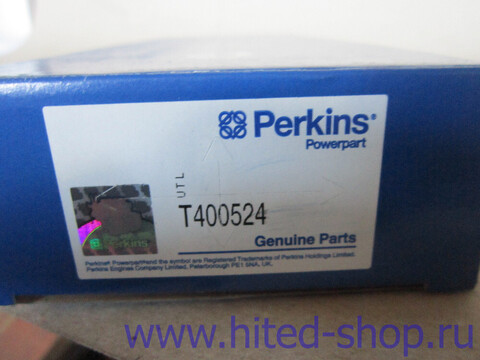 Perkins®
Powerpart
UTL
T400524
Perkins
Genuine Parts
Perkins® Powerpart®and the symbol are Registered Trademarks of Perkins Holdings Limited.
Perkins Engines Company Limited, Peterborough PE1 5NA, UK.
www.hited-shop.ru